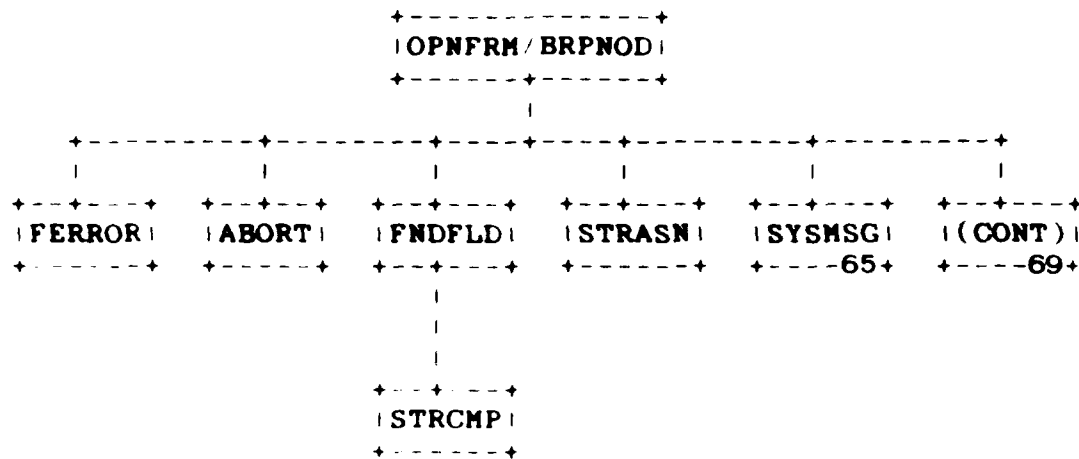 OPNFRM/BRPNOD
FERROR ABORT FNDFLD STRASN SYSMSG (CONT)
65 69
STRCMP